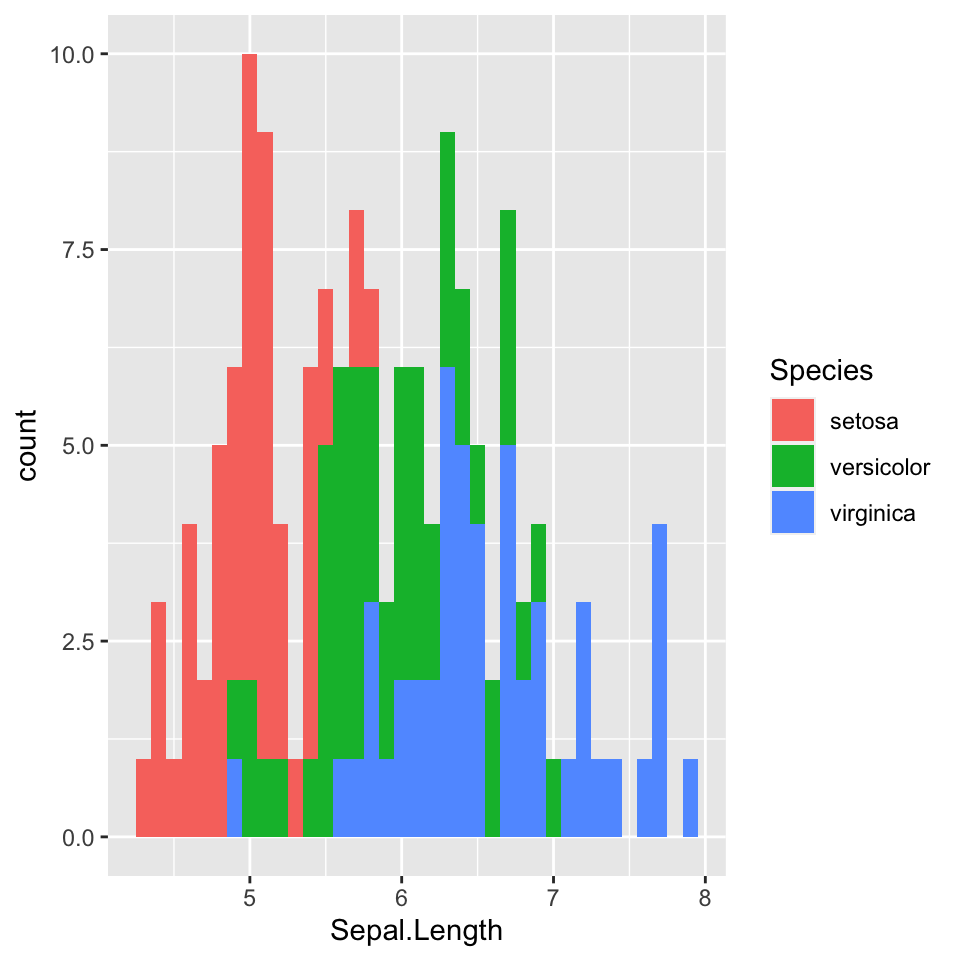 10.0
7.5
5.0
2.5
0.0
count
5 6 7 8
Sepal.Length
Species
setosa
versicolor
virginica